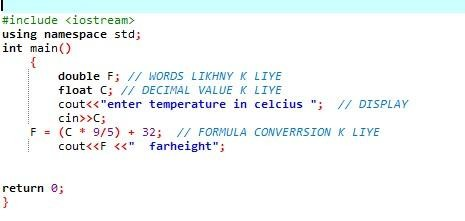 #include <iostream>
using namespace std;
int main()
{
double F; // WORDS LIKHNY K LIYE
float C; // DECIMAL VALUE K LIYE
cout<<"enter temperature in celcius "; // DISPLAY
cin>>C;
F = (C * 9/5) + 32; // FORMULA CONVERRSION K LIYE
cout<<F <<" farheight";
return 0;
}